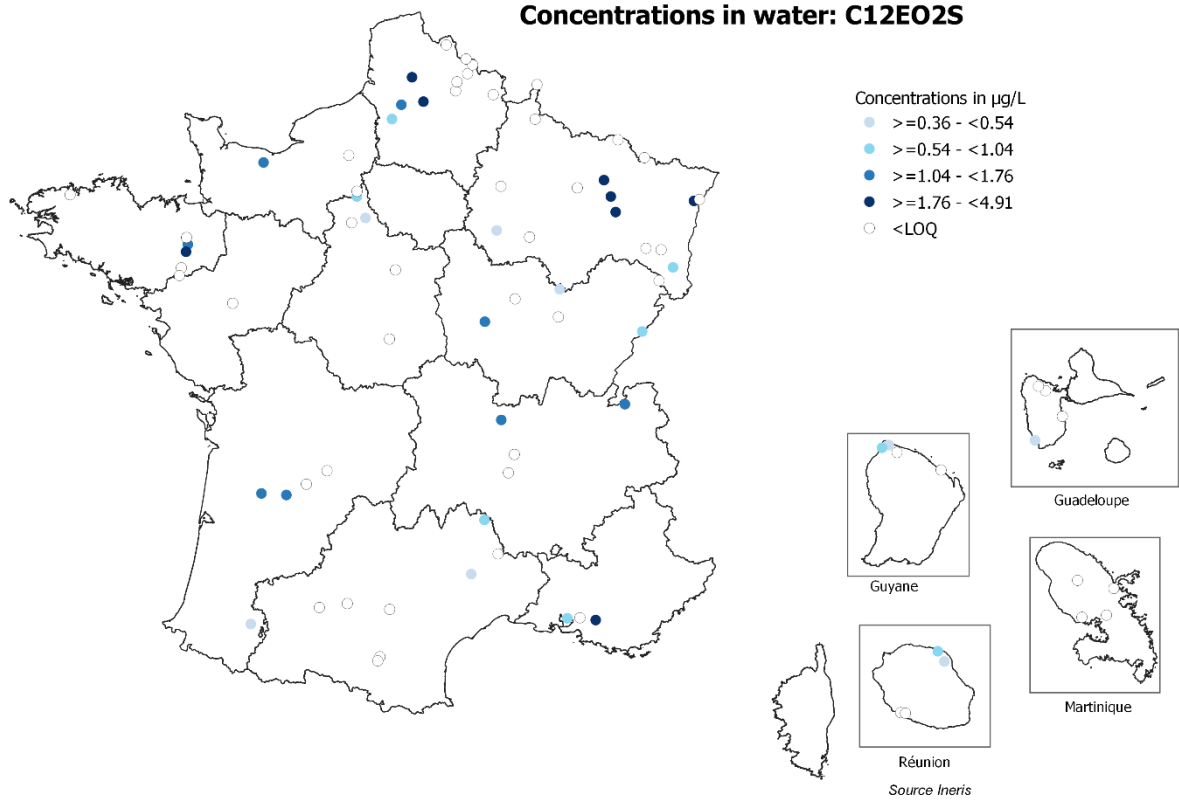 Concentrations in water: C12EO2S
Concentrations in µg/L
>=0.36 - <0.54
>=0.54 - <1.04
>=1.04 - <1.76
>=1.76 - <4.91
<LOQ
Guadeloupe
Guyane
Martinique
Réunion
Source Ineris